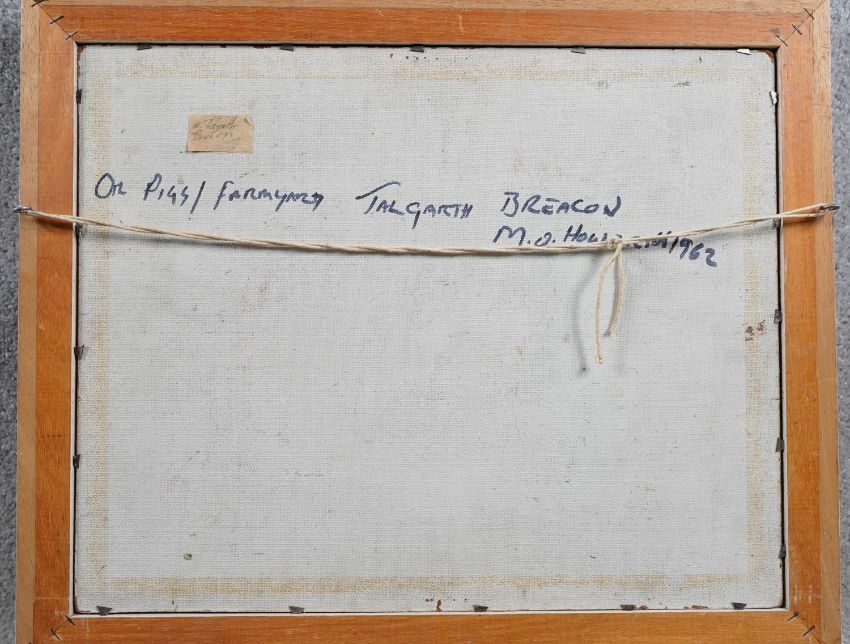 OIL PIGS / FARMYARD TALGARTH BREACON
M.O. 1962